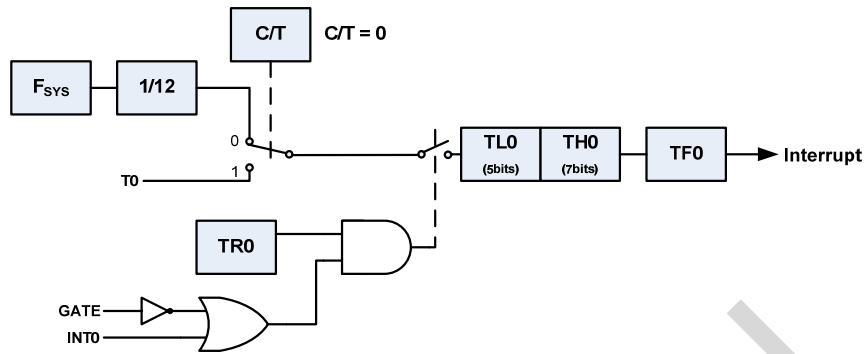 C/T C/T = 0
FSYS 1/12
0
1
T0
TL0 TH0 TF0 Interrupt
(5bits) (7bits)
TR0
GATE
INT0